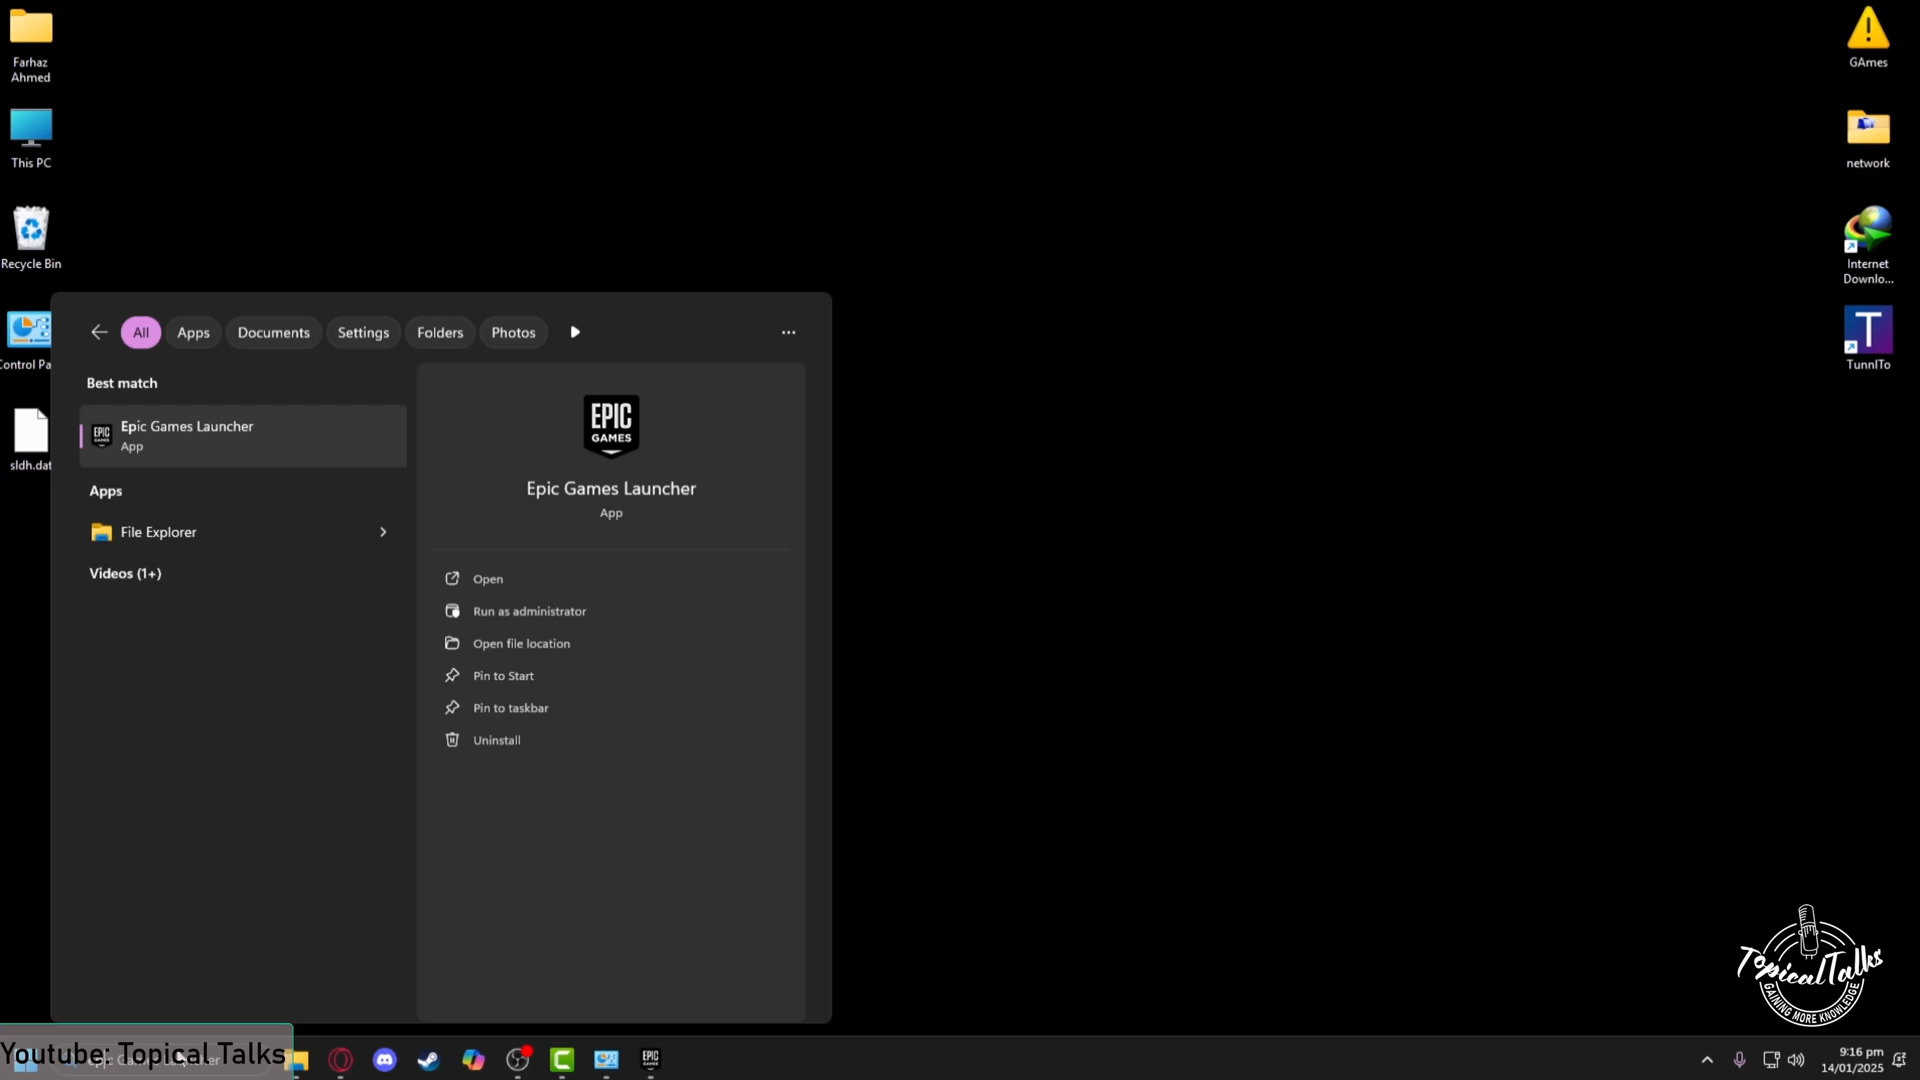 Farhaz
Ahmed
This PC
Recycle Bin
Control Pa
sldh.dat
GAmes
network
Internet
Downlo...
TunnlTo
T
All
Apps
Documents
Settings
Folders
Photos
Best match
Epic Games Launcher
App
Apps
File Explorer
Videos (1+)
EPIC
GAMES
Epic Games Launcher
App
Open
Run as administrator
Open file location
Pin to Start
Pin to taskbar
Uninstall
TopicalTalks
GAINING MORE KNOWLEDGE
Youtube: Topical Talks
9:16 pm
14/01/2025